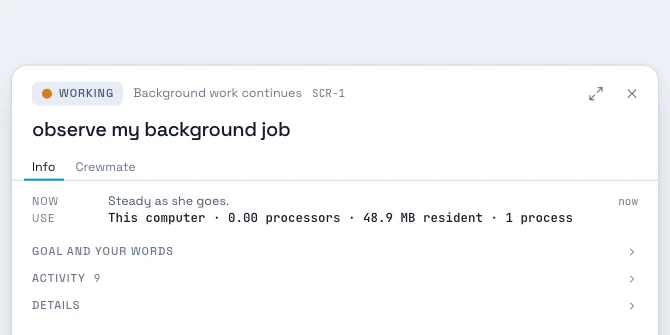 WORKING Background work continues SCR-1
observe my background job
Info Crewmate
NOW Steady as she goes. now
USE This computer · 0.00 processors · 48.9 MB resident · 1 process
GOAL AND YOUR WORDS
ACTIVITY 9
DETAILS